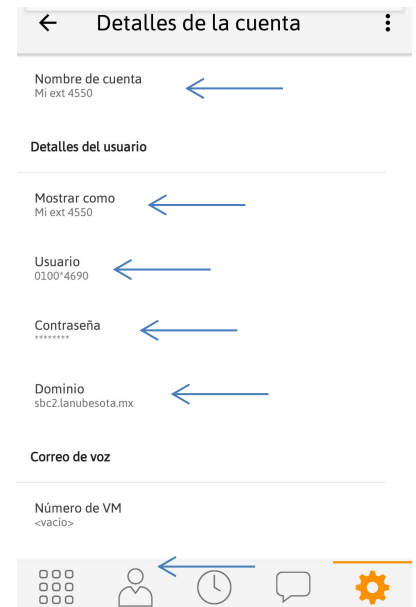 Detalles de la cuenta
Nombre de cuenta
Mi ext 4550
Detalles del usuario
Mostrar como
Mi ext 4550
Usuario
0100*4690
Contraseña
********
Dominio
sbc2.lanubesota.mx
Correo de voz
Número de VM
<vacío>